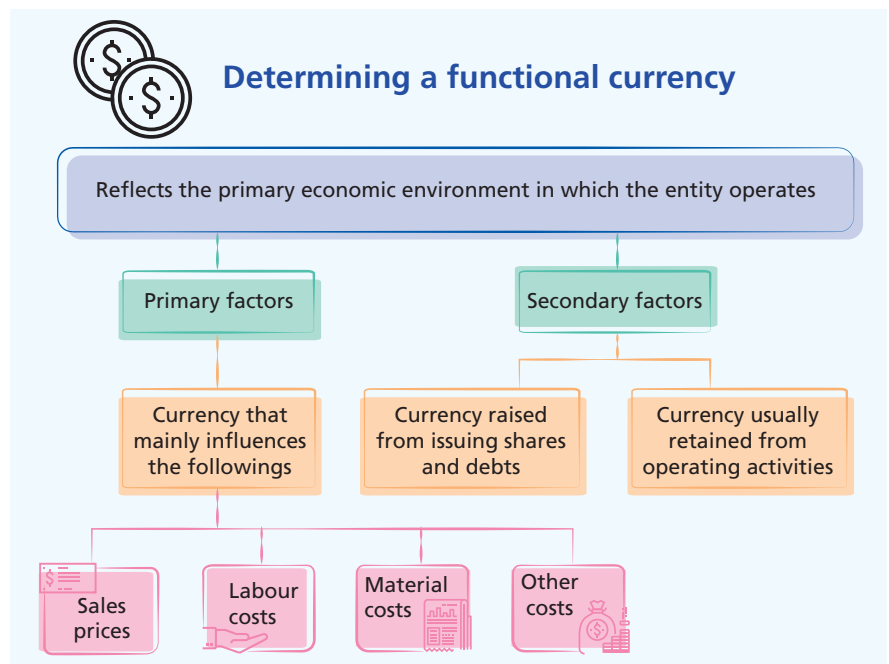 Determining a functional currency
Reflects the primary economic environment in which the entity operates
Primary factors
Secondary factors
Currency that
mainly influences
the followings
Currency raised
from issuing shares
and debts
Currency usually
retained from
operating activities
Sales
prices
Labour
costs
Material
costs
Other
costs